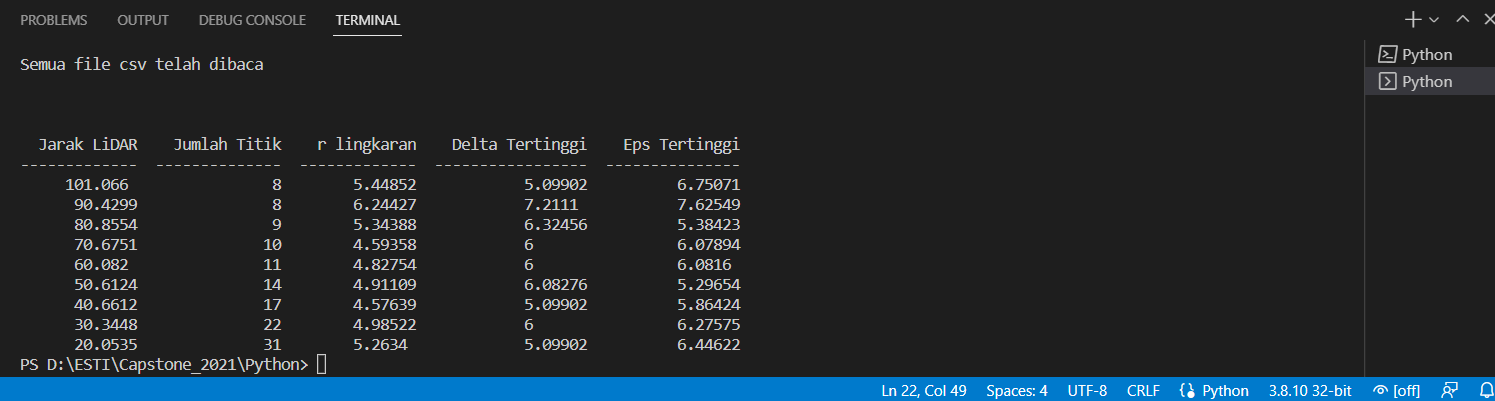 PROBLEMS OUTPUT DEBUG CONSOLE TERMINAL
Python
Python
Semua file csv telah dibaca
Jarak LiDAR Jumlah Titik r lingkaran Delta Tertinggi Eps Tertinggi
------------- -------------- ------------- ----------------- ---------------
101.066 8 5.44852 5.09902 6.75071
90.4299 8 6.24427 7.2111 7.62549
80.8554 9 5.34388 6.32456 5.38423
70.6751 10 4.59358 6 6.07894
60.082 11 4.82754 6 6.0816
50.6124 14 4.91109 6.08276 5.29654
40.6612 17 4.57639 5.09902 5.86424
30.3448 22 4.98522 6 6.27575
20.0535 31 5.2634 5.09902 6.44622
PS D:\ESTI\Capstone_2021\Python>
Ln 22, Col 49 Spaces: 4 UTF-8 CRLF Python 3.8.10 32-bit [off]